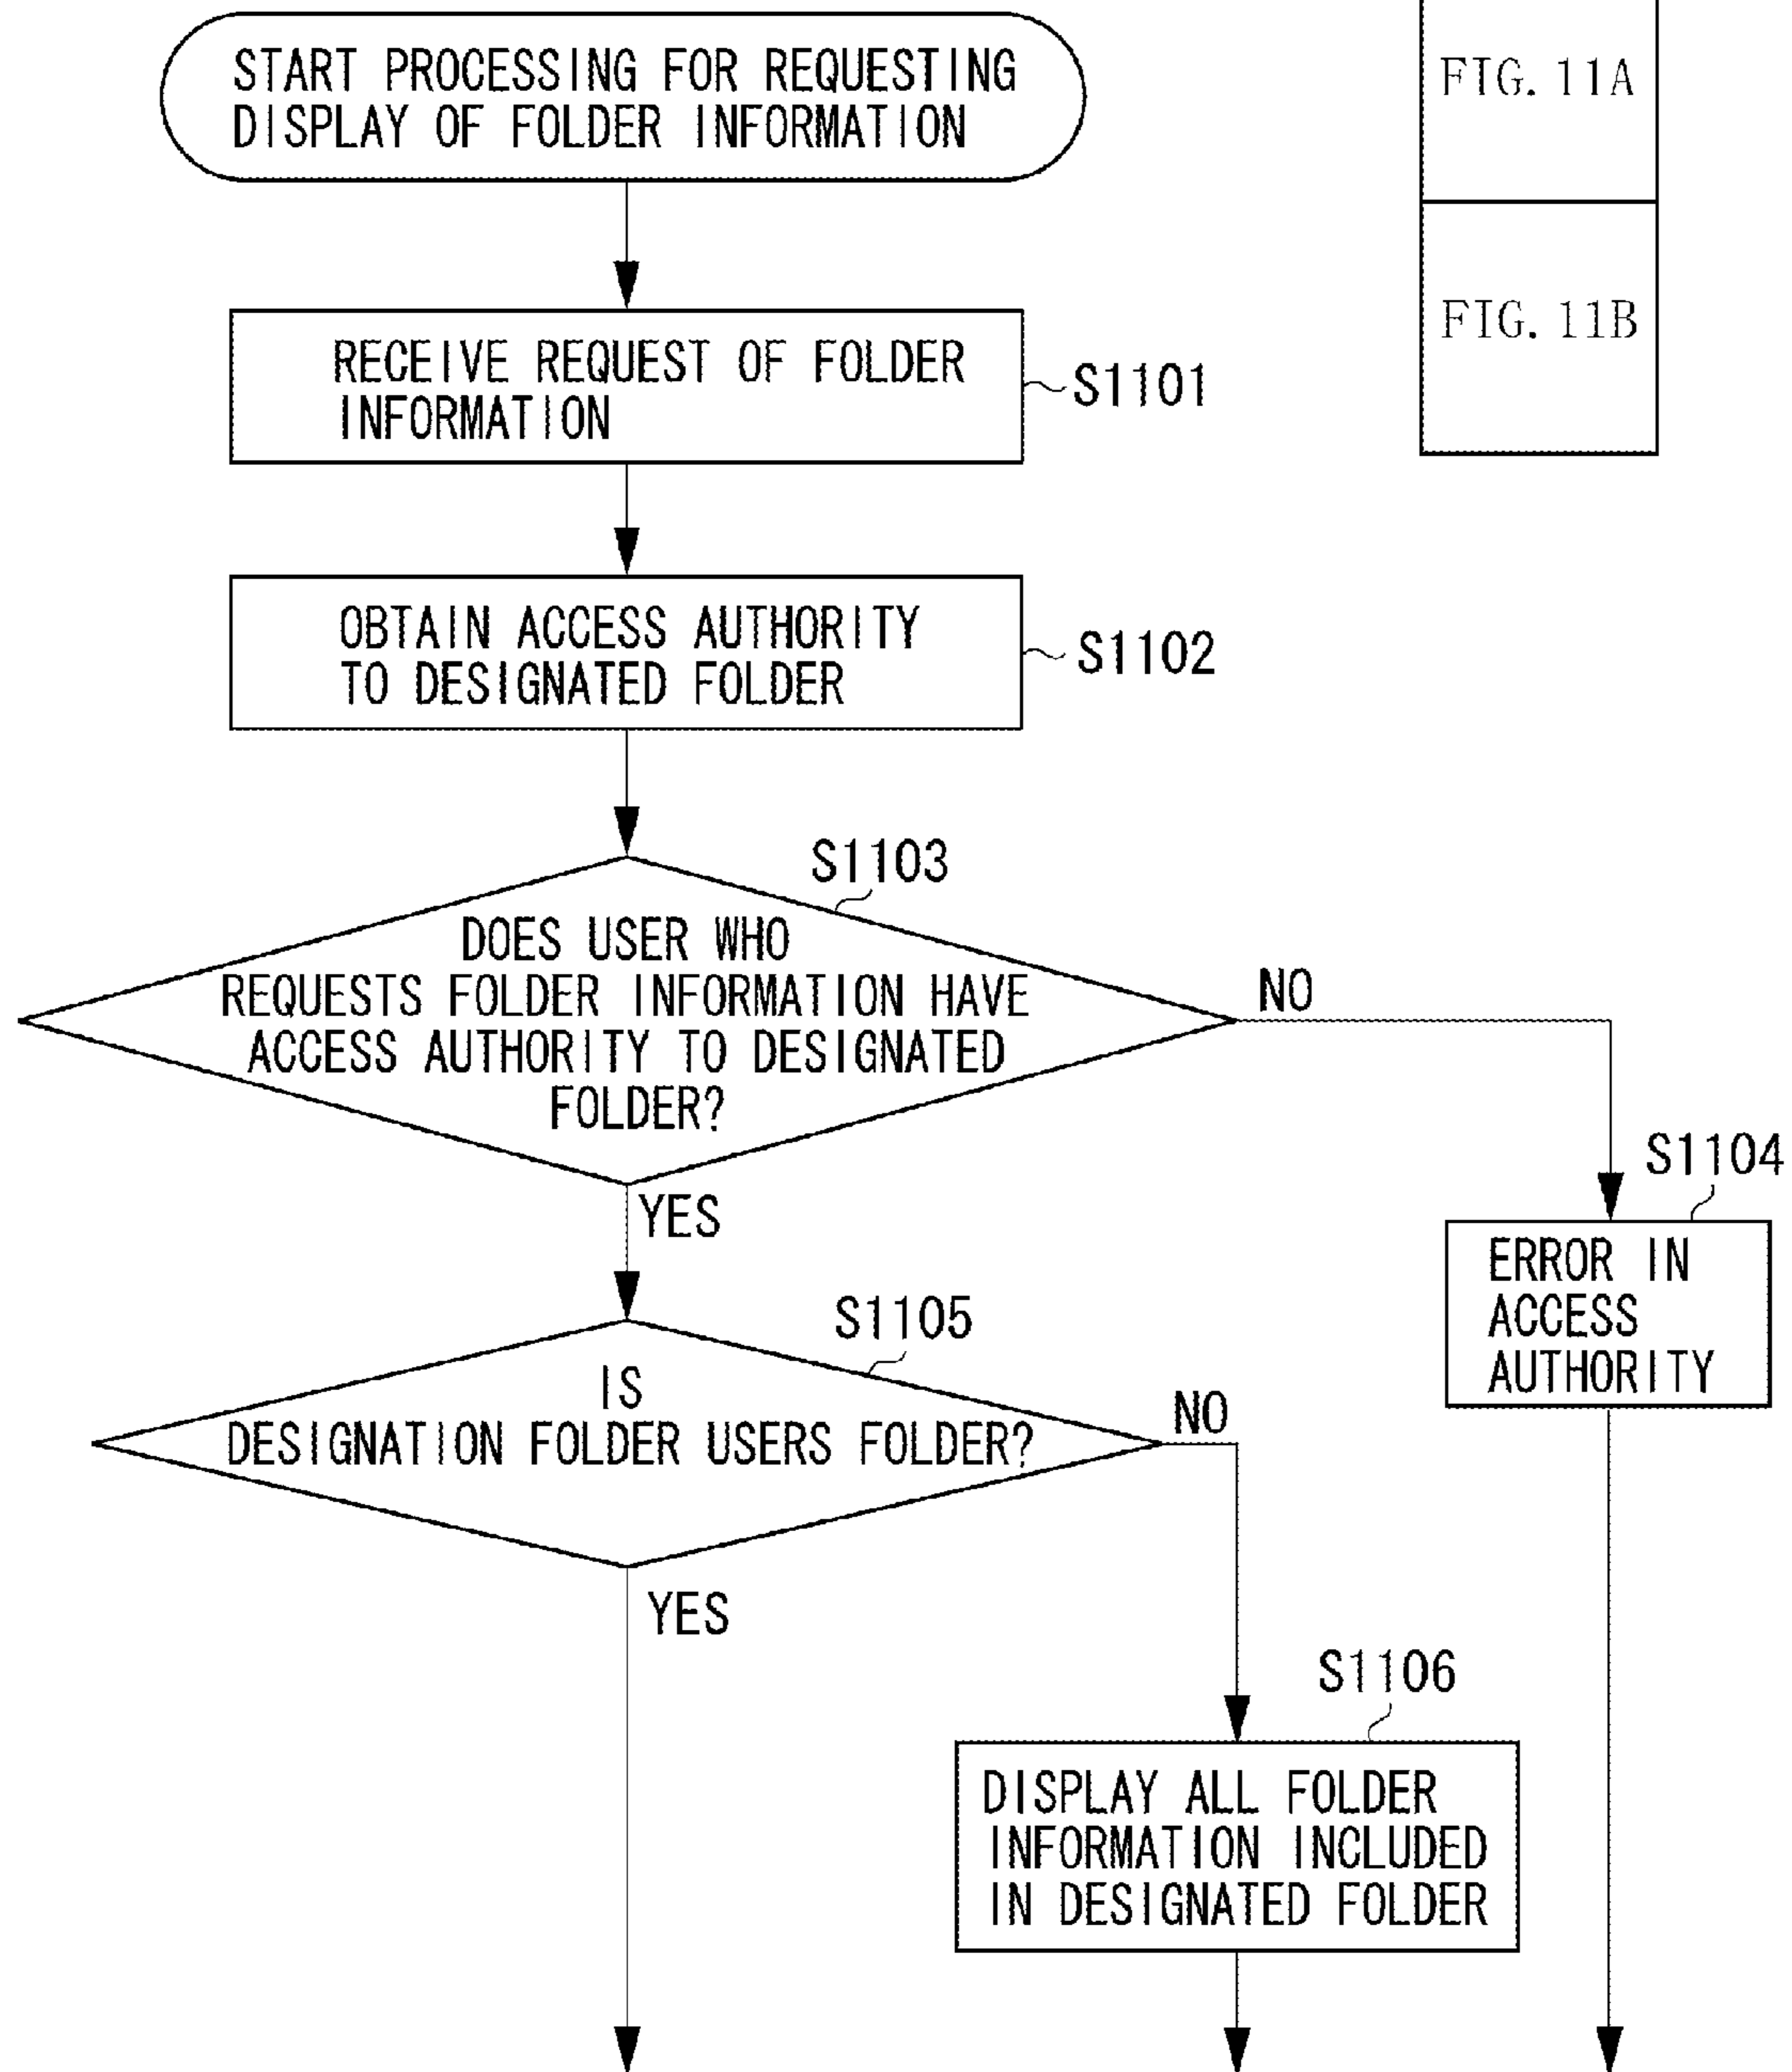 START PROCESSING FOR REQUESTING
DISPLAY OF FOLDER INFORMATION
FIG. 11A
FIG. 11B
RECEIVE REQUEST OF FOLDER
INFORMATION
S1101
OBTAIN ACCESS AUTHORITY
TO DESIGNATED FOLDER
S1102
S1103
DOES USER WHO
REQUESTS FOLDER INFORMATION HAVE
ACCESS AUTHORITY TO DESIGNATED
FOLDER?
NO
YES
S1104
ERROR IN
ACCESS
AUTHORITY
S1105
IS
DESIGNATION FOLDER USERS FOLDER?
NO
YES
S1106
DISPLAY ALL FOLDER
INFORMATION INCLUDED
IN DESIGNATED FOLDER